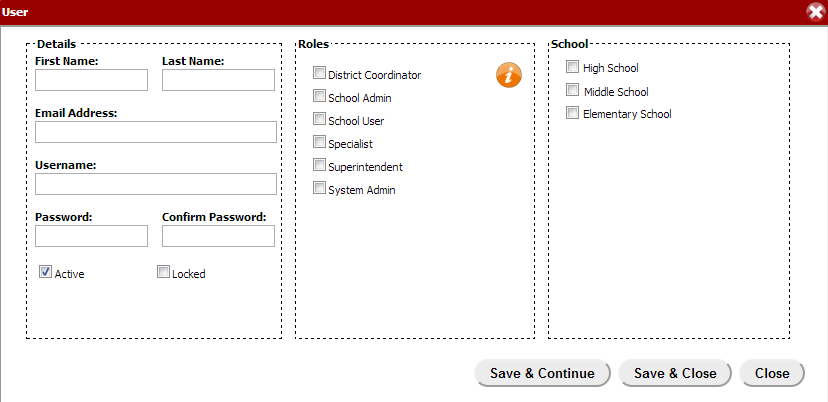 User
Details
First Name: Last Name:
Email Address:
Username:
Password: Confirm Password:
Active Locked
Roles
District Coordinator
School Admin
School User
Specialist
Superintendent
System Admin
i
School
High School
Middle School
Elementary School
Save & Continue Save & Close Close